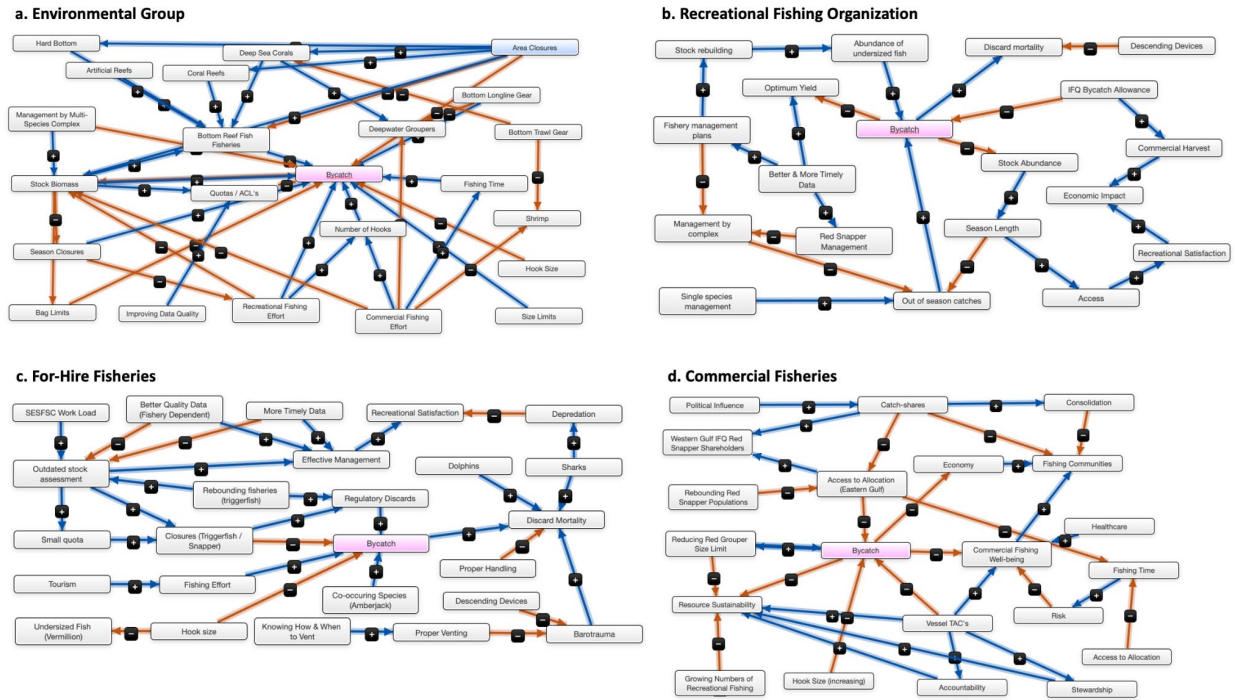 a. Environmental Group
Hard Bottom
Deep Sea Corals
Area Closures
Artificial Reefs
Coral Reefs
Bottom Longline Gear
Management by Multi-
Species Complex
Bottom Reef Fish
Fisheries
Deepwater Groupers
Bottom Trawl Gear
Stock Biomass
Quotas / ACL's
Bycatch
Fishing Time
Shrimp
Number of Hooks
Season Closures
Hook Size
Bag Limits
Improving Data Quality
Recreational Fishing
Effort
Commercial Fishing
Effort
Size Limits
b. Recreational Fishing Organization
Stock rebuilding
Abundance of
undersized fish
Discard mortality
Descending Devices
Optimum Yield
IFQ Bycatch Allowance
Fishery management
plans
Bycatch
Commercial Harvest
Stock Abundance
Better & More Timely
Data
Economic Impact
Management by
complex
Red Snapper
Management
Season Length
Recreational Satisfaction
Single species
management
Out of season catches
Access
c. For-Hire Fisheries
SESFSC Work Load
Better Quality Data
(Fishery Dependent)
More Timely Data
Recreational Satisfaction
Depredation
Outdated stock
assessment
Effective Management
Dolphins
Sharks
Rebounding fisheries
(triggerfish)
Regulatory Discards
Discard Mortality
Small quota
Closures (Triggerfish /
Snapper)
Bycatch
Proper Handling
Tourism
Fishing Effort
Co-occuring Species
(Amberjack)
Descending Devices
Undersized Fish
(Vermillion)
Hook size
Knowing How & When
to Vent
Proper Venting
Barotrauma
d. Commercial Fisheries
Political Influence
Catch-shares
Consolidation
Western Gulf IFQ Red
Snapper Shareholders
Economy
Fishing Communities
Rebounding Red
Snapper Populations
Access to Allocation
(Eastern Gulf)
Healthcare
Reducing Red Grouper
Size Limit
Bycatch
Commercial Fishing
Well-being
Fishing Time
Resource Sustainability
Vessel TAC's
Risk
Access to Allocation
Growing Numbers of
Recreational Fishing
Hook Size (increasing)
Accountability
Stewardship